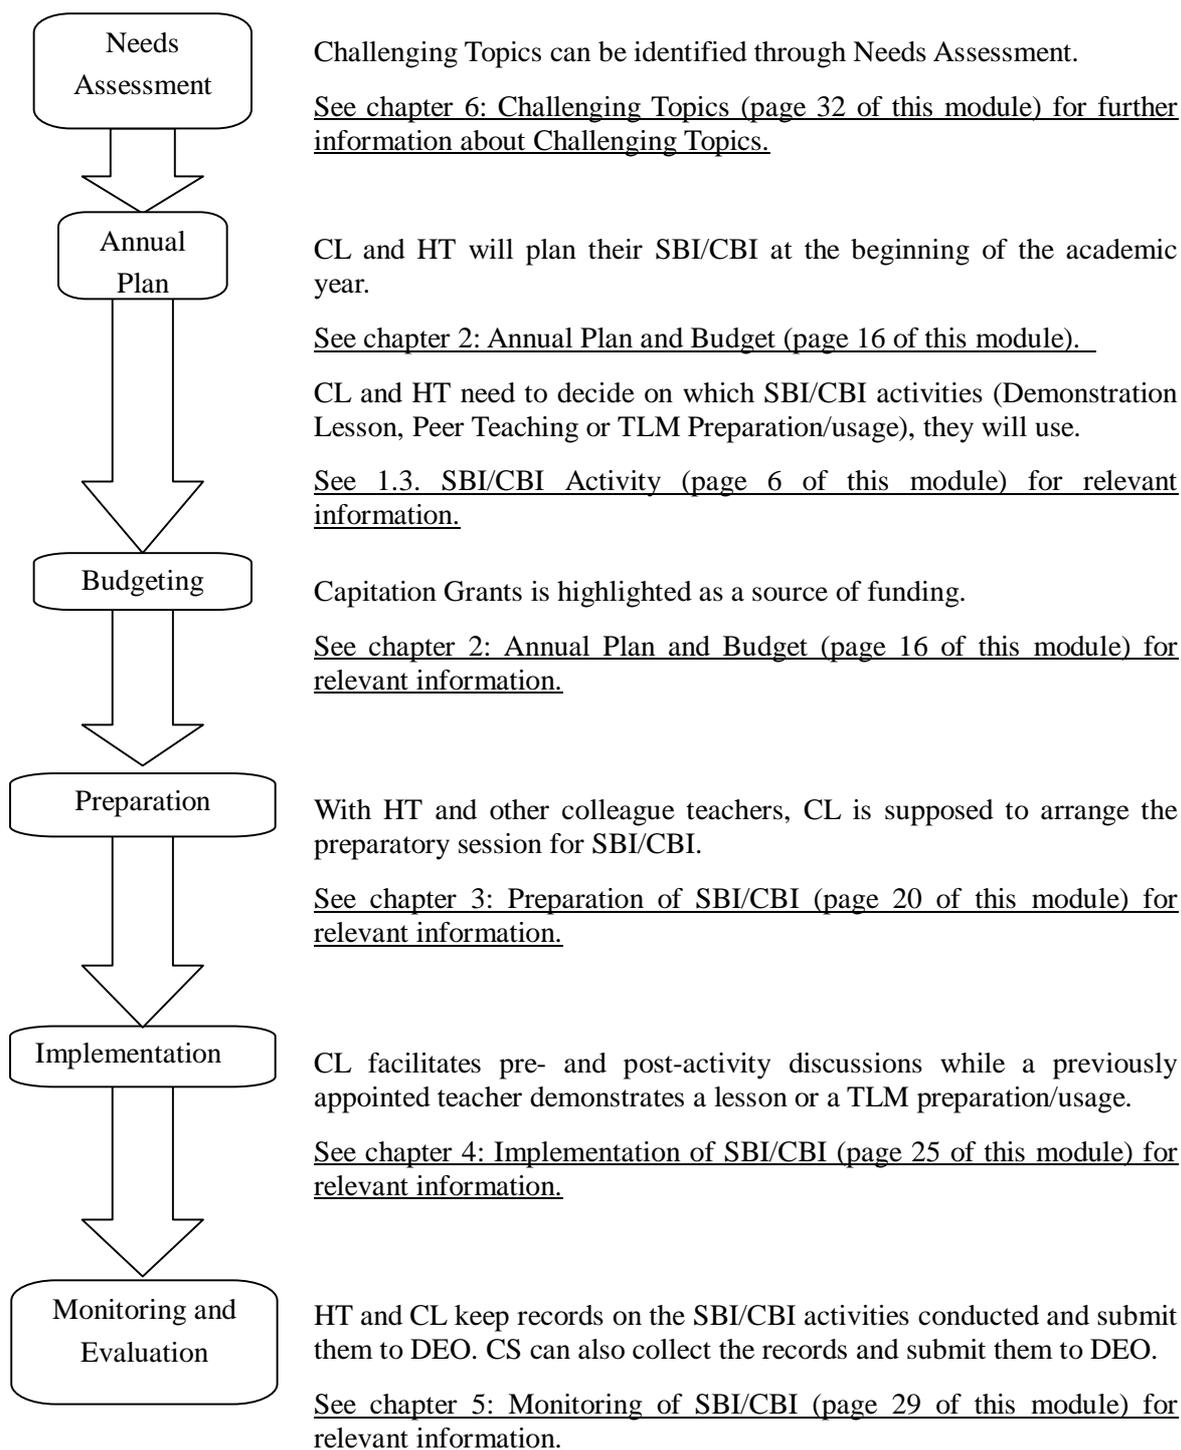 Needs
Assessment
Challenging Topics can be identified through Needs Assessment.
See chapter 6: Challenging Topics (page 32 of this module) for further
information about Challenging Topics.
Annual
Plan
CL and HT will plan their SBI/CBI at the beginning of the academic
year.
See chapter 2: Annual Plan and Budget (page 16 of this module).
CL and HT need to decide on which SBI/CBI activities (Demonstration
Lesson, Peer Teaching or TLM Preparation/usage), they will use.
See 1.3. SBI/CBI Activity (page 6 of this module) for relevant
information.
Budgeting
Capitation Grants is highlighted as a source of funding.
See chapter 2: Annual Plan and Budget (page 16 of this module) for
relevant information.
Preparation
With HT and other colleague teachers, CL is supposed to arrange the
preparatory session for SBI/CBI.
See chapter 3: Preparation of SBI/CBI (page 20 of this module) for
relevant information.
Implementation
CL facilitates pre- and post-activity discussions while a previously
appointed teacher demonstrates a lesson or a TLM preparation/usage.
See chapter 4: Implementation of SBI/CBI (page 25 of this module) for
relevant information.
Monitoring and
Evaluation
HT and CL keep records on the SBI/CBI activities conducted and submit
them to DEO. CS can also collect the records and submit them to DEO.
See chapter 5: Monitoring of SBI/CBI (page 29 of this module) for
relevant information.